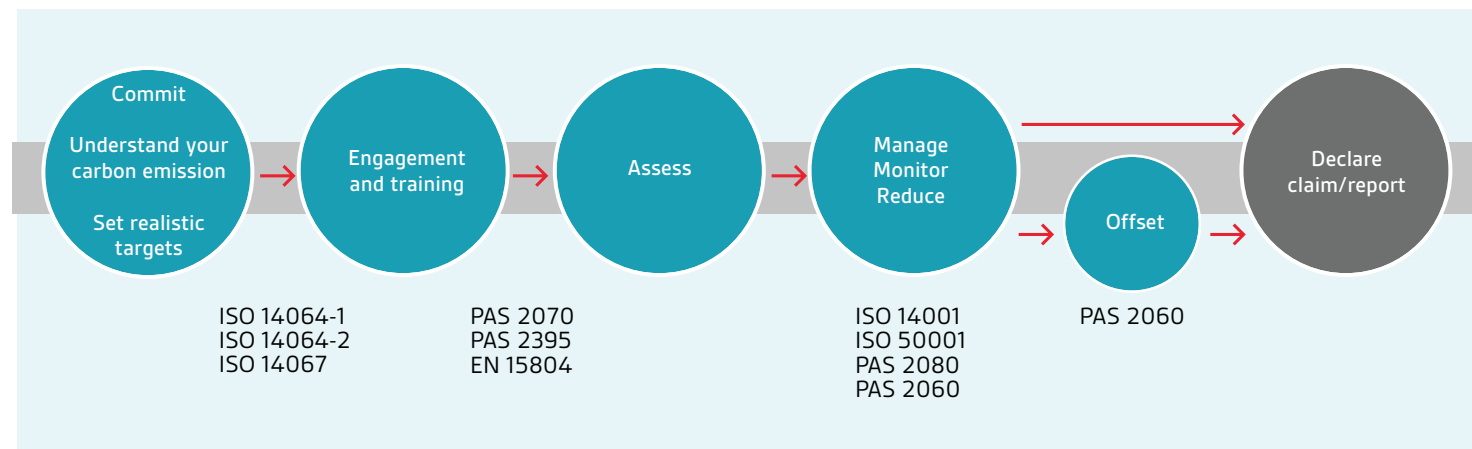 Commit
Understand your
carbon emission
Set realistic
targets
Engagement
and training
Assess
Manage
Monitor
Reduce
Offset
Declare
claim/report
ISO 14064-1
ISO 14064-2
ISO 14067
PAS 2070
PAS 2395
EN 15804
ISO 14001
ISO 50001
PAS 2080
PAS 2060
PAS 2060